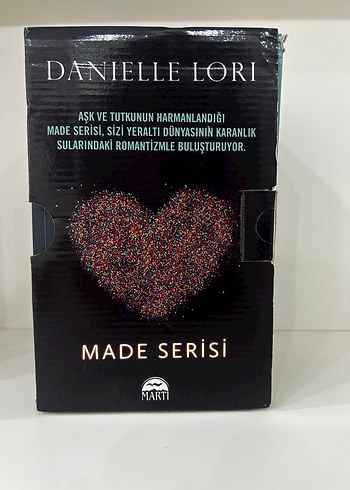 DANIELLE LORI
AŞK VE TUTKUNUN HARMANLANDIĞI
MADE SERİSİ, SİZİ YERALTI DÜNYASININ KARANLIK
SULARINDAKİ ROMANTİZMLE BULUŞTURUYOR.
MADE SERİSİ
MARTI